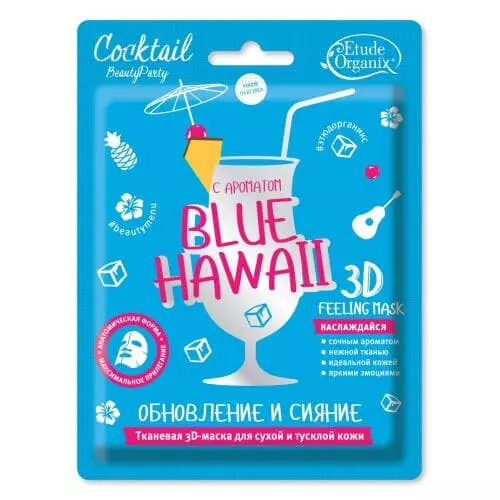 Cocktail
BeautyParty
Etude
Organix®
MADE
IN KOREA
#этюдорганикс
С АРОМАТОМ
BLUE
HAWAII
#beautymenu
3D
FEELING MASK
НАСЛАЖДАЙСЯ
• сочным ароматом
• нежной тканью
• идеальной кожей
• яркими эмоциями
АНАТОМИЧЕСКАЯ ФОРМА
МАКСИМАЛЬНОЕ ПРИЛЕГАНИЕ
ОБНОВЛЕНИЕ И СИЯНИЕ
Тканевая 3D-маска для сухой и тусклой кожи